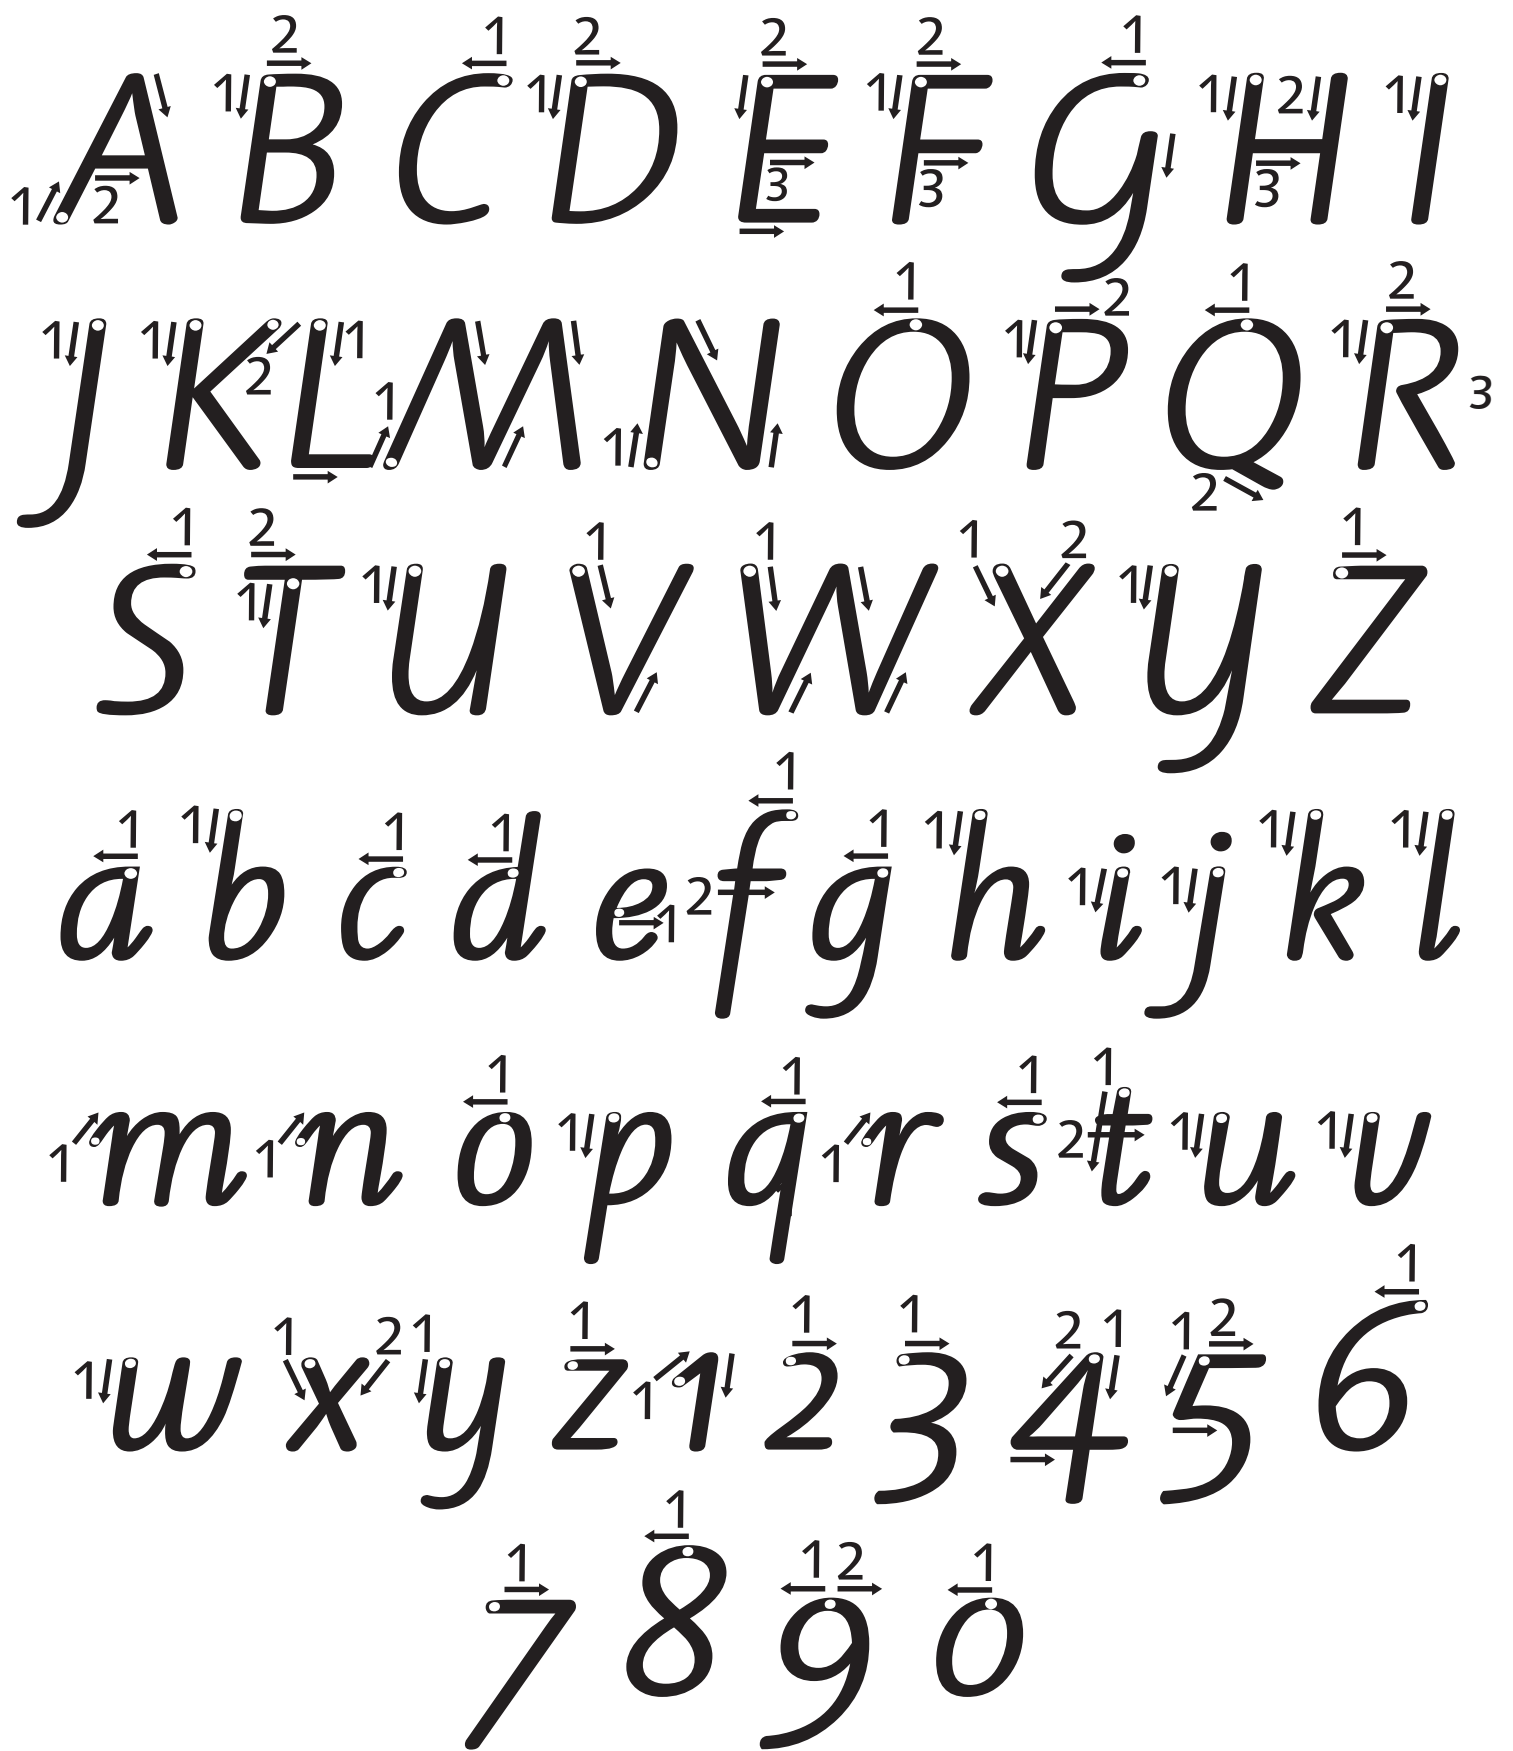 A B C D E F G H I
J K L M N O P Q R
S T U V W X Y Z
a b c d e f g h i j k l
m n o p q r s t u v
w x y z 1 2 3 4 5 6
7 8 9 0